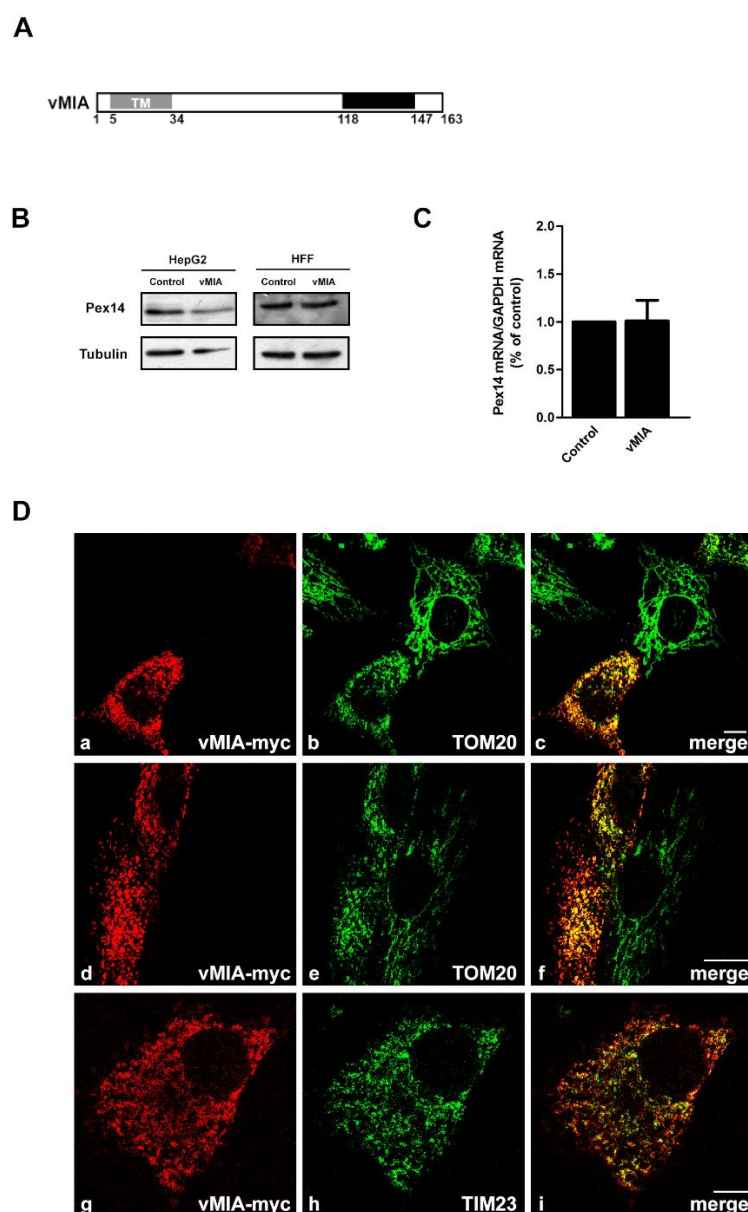 A
vMIA
TM
1 5 34 118 147 163
B
HepG2 HFF
Control vMIA Control vMIA
Pex14
Tubulin
C
Pex14 mRNA/GAPDH mRNA
(% of control)
2.0
1.5
1.0
0.5
0.0
Control vMIA
D
a vMIA-myc b TOM20 c merge
d vMIA-myc e TOM20 f merge
g vMIA-myc h TIM23 i merge